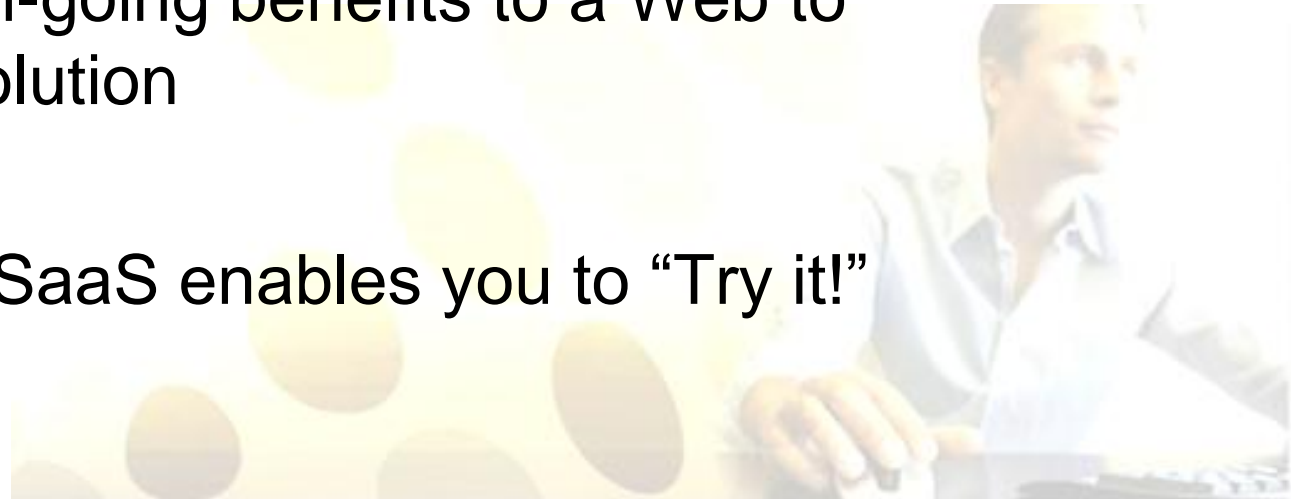 -going benefits to a Web to
olution
SaaS enables you to “Try it!”